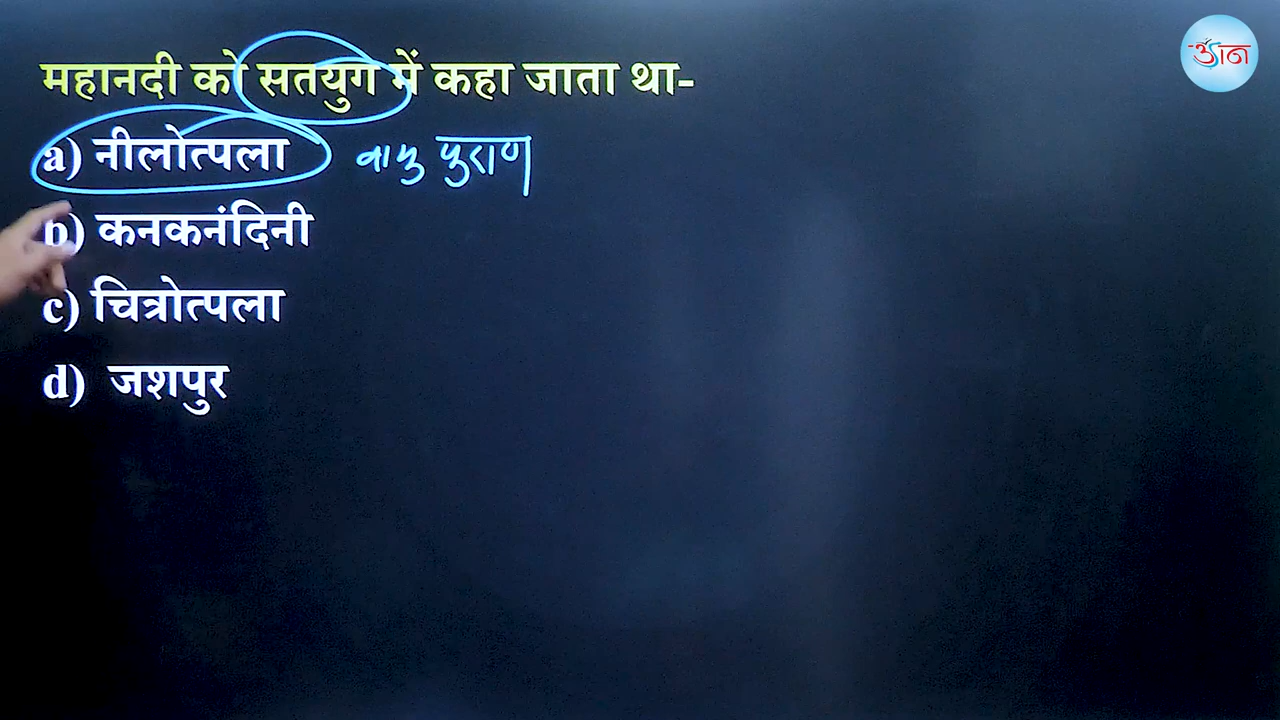 महानदी को सतयुग में कहा जाता था-
a) नीलोत्पला वायु पुराण
b) कनकनंदिनी
c) चित्रोत्पला
d) जशपुर